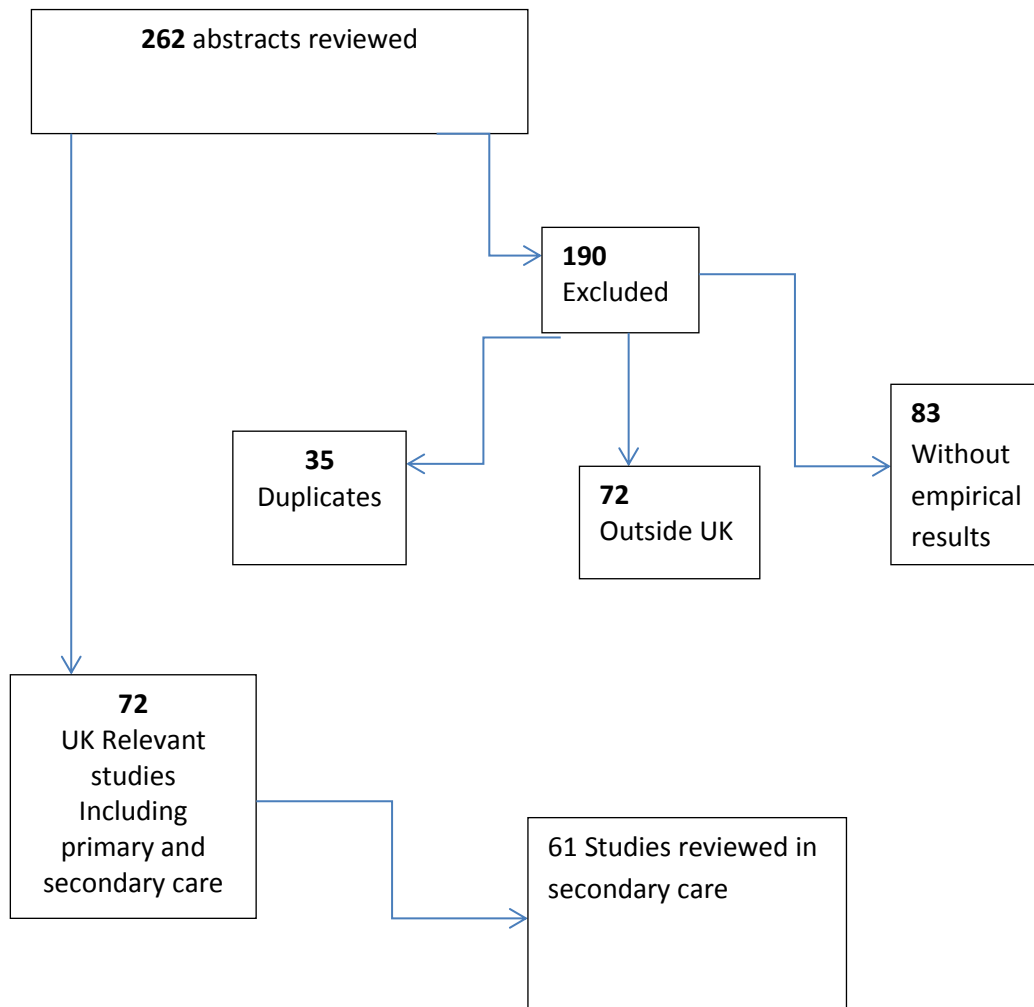 262 abstracts reviewed
190
Excluded
35
Duplicates
72
Outside UK
83
Without
empirical
results
72
UK Relevant
studies
Including
primary and
secondary care
61 Studies reviewed in
secondary care